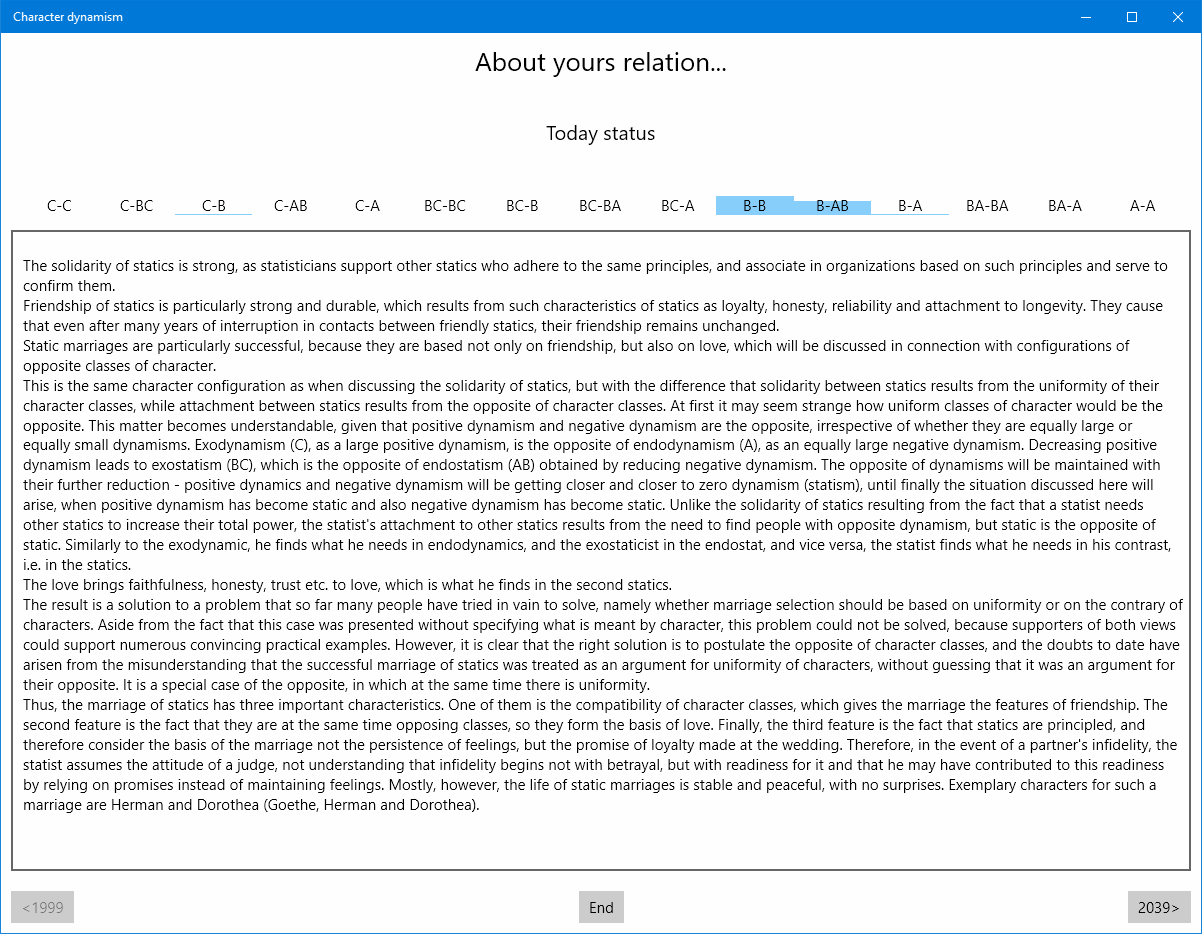 Character dynamism
About yours relation...
Today status
C-C C-BC C-B C-AB C-A BC-BC BC-B BC-BA BC-A B-B B-AB B-A BA-BA BA-A A-A
The solidarity of statics is strong, as statisticians support other statics who adhere to the same principles, and associate in organizations based on such principles and serve to
confirm them.
Friendship of statics is particularly strong and durable, which results from such characteristics of statics as loyalty, honesty, reliability and attachment to longevity. They cause
that even after many years of interruption in contacts between friendly statics, their friendship remains unchanged.
Static marriages are particularly successful, because they are based not only on friendship, but also on love, which will be discussed in connection with configurations of
opposite classes of character.
This is the same character configuration as when discussing the solidarity of statics, but with the difference that solidarity between statics results from the uniformity of their
character classes, while attachment between statics results from the opposite of character classes. At first it may seem strange how uniform classes of character would be the
opposite. This matter becomes understandable, given that positive dynamism and negative dynamism are the opposite, irrespective of whether they are equally large or
equally small dynamisms. Exodynamism (C), as a large positive dynamism, is the opposite of endodynamism (A), as an equally large negative dynamism. Decreasing positive
dynamism leads to exostatism (BC), which is the opposite of endostatism (AB) obtained by reducing negative dynamism. The opposite of dynamisms will be maintained with
their further reduction - positive dynamics and negative dynamism will be getting closer and closer to zero dynamism (statism), until finally the situation discussed here will
arise, when positive dynamism has become static and also negative dynamism has become static. Unlike the solidarity of statics resulting from the fact that a statist needs
other statics to increase their total power, the statist's attachment to other statics results from the need to find people with opposite dynamism, but static is the opposite of
static. Similarly to the exodynamic, he finds what he needs in endodynamics, and the exostaticist in the endostat, and vice versa, the statist finds what he needs in his contrast,
i.e. in the statics.
The love brings faithfulness, honesty, trust etc. to love, which is what he finds in the second statics.
The result is a solution to a problem that so far many people have tried in vain to solve, namely whether marriage selection should be based on uniformity or on the contrary of
characters. Aside from the fact that this case was presented without specifying what is meant by character, this problem could not be solved, because supporters of both views
could support numerous convincing practical examples. However, it is clear that the right solution is to postulate the opposite of character classes, and the doubts to date have
arisen from the misunderstanding that the successful marriage of statics was treated as an argument for uniformity of characters, without guessing that it was an argument for
their opposite. It is a special case of the opposite, in which at the same time there is uniformity.
Thus, the marriage of statics has three important characteristics. One of them is the compatibility of character classes, which gives the marriage the features of friendship. The
second feature is the fact that they are at the same time opposing classes, so they form the basis of love. Finally, the third feature is the fact that statics are principled, and
therefore consider the basis of the marriage not the persistence of feelings, but the promise of loyalty made at the wedding. Therefore, in the event of a partner's infidelity, the
statist assumes the attitude of a judge, not understanding that infidelity begins not with betrayal, but with readiness for it and that he may have contributed to this readiness
by relying on promises instead of maintaining feelings. Mostly, however, the life of static marriages is stable and peaceful, with no surprises. Exemplary characters for such a
marriage are Herman and Dorothea (Goethe, Herman and Dorothea).
<1999 End 2039>